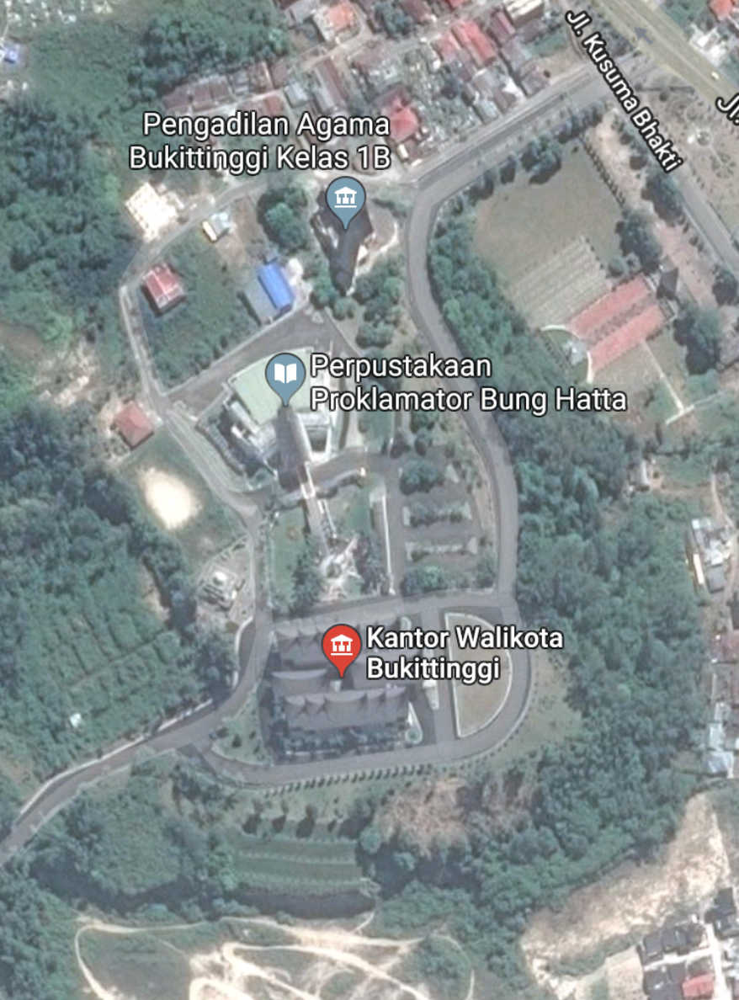 Jl. Kusuma Bhakti
Jl.
Pengadilan Agama
Bukittinggi Kelas 1B
Perpustakaan
Proklamator Bung Hatta
Kantor Walikota
Bukittinggi